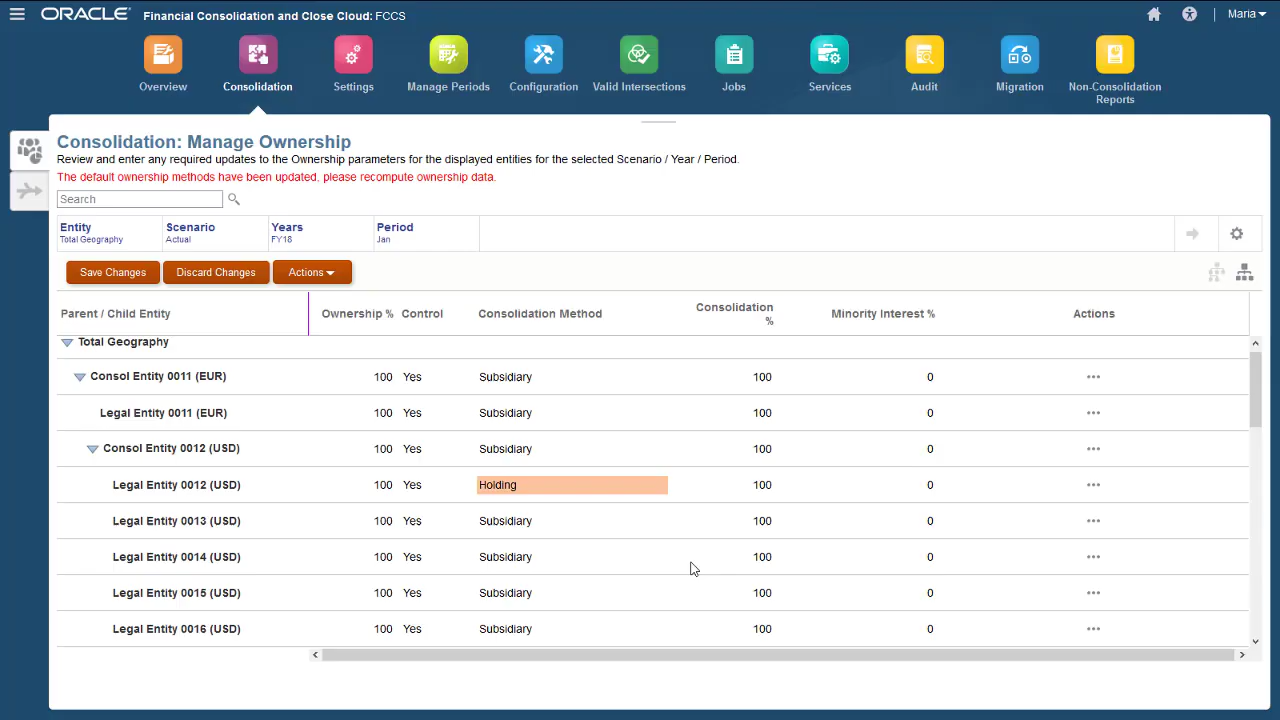 ORACLE Financial Consolidation and Close Cloud: FCCS
Maria
Overview
Consolidation
Settings
Manage Periods
Configuration
Valid Intersections
Jobs
Services
Audit
Migration
Non-Consolidation
Reports
Consolidation: Manage Ownership
Review and enter any required updates to the Ownership parameters for the displayed entities for the selected Scenario / Year / Period.
The default ownership methods have been updated, please recompute ownership data.
Search
Entity Scenario Years Period
Total Geography Actual FY18 Jan
Save Changes Discard Changes Actions
Parent / Child Entity Ownership % Control Consolidation Method Consolidation % Minority Interest % Actions
Total Geography
Consol Entity 0011 (EUR) 100 Yes Subsidiary 100 0
Legal Entity 0011 (EUR) 100 Yes Subsidiary 100 0
Consol Entity 0012 (USD) 100 Yes Subsidiary 100 0
Legal Entity 0012 (USD) 100 Yes Holding 100 0
Legal Entity 0013 (USD) 100 Yes Subsidiary 100 0
Legal Entity 0014 (USD) 100 Yes Subsidiary 100 0
Legal Entity 0015 (USD) 100 Yes Subsidiary 100 0
Legal Entity 0016 (USD) 100 Yes Subsidiary 100 0